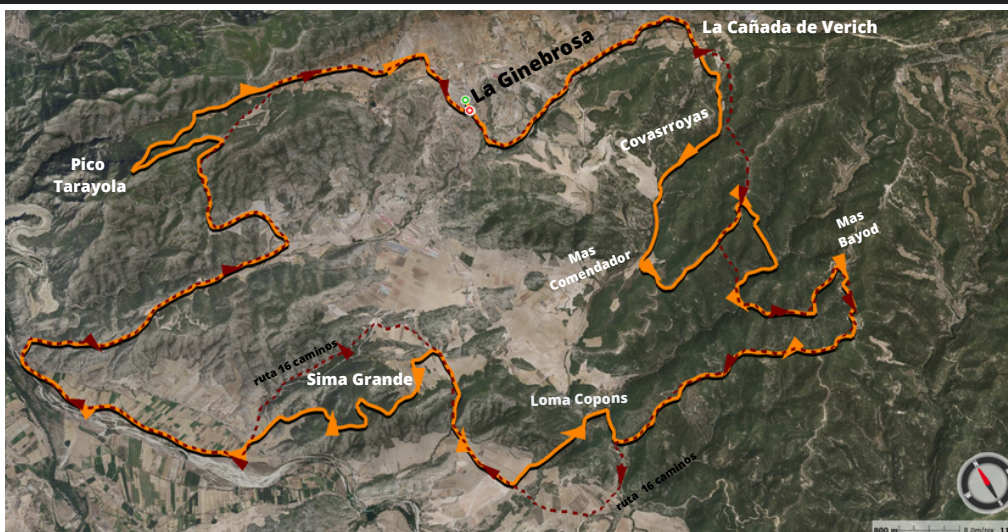 La Cañada de Verich
La Ginebrosa
Covasrroyas
Pico
Tarayola
Mas
Bayod
Mas
Comendador
ruta 16 caminos
Sima Grande
Loma Copons
ruta 16 caminos
800 m